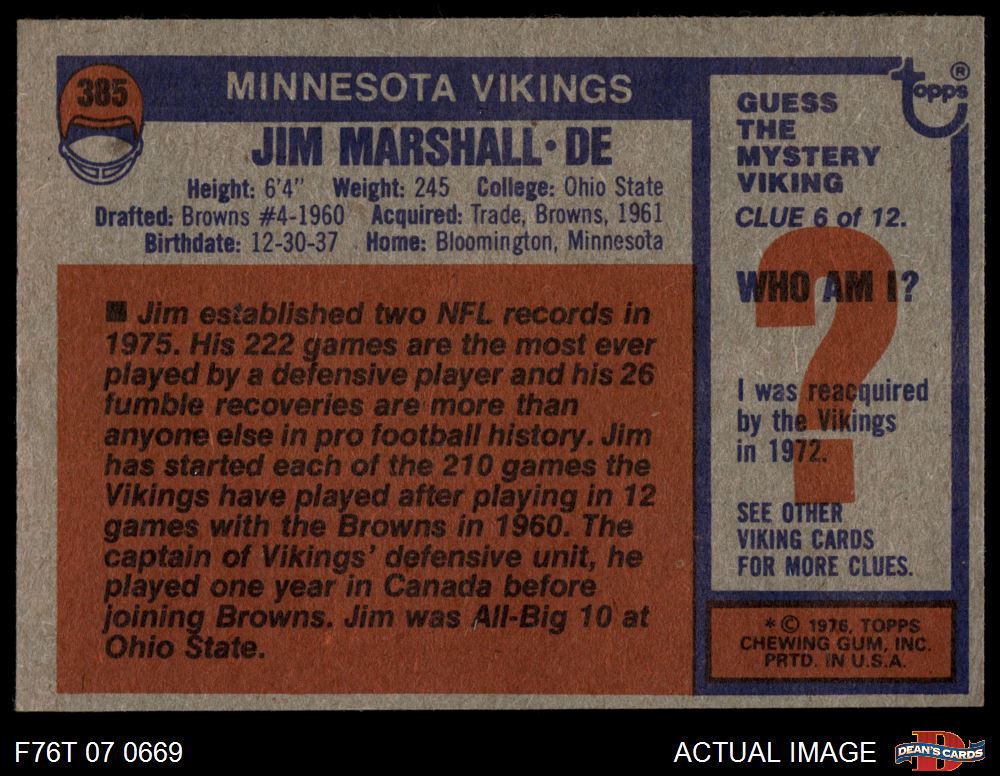 385
MINNESOTA VIKINGS
JIM MARSHALL • DE
Height: 6'4" Weight: 245 College: Ohio State
Drafted: Browns #4-1960 Acquired: Trade, Browns, 1961
Birthdate: 12-30-37 Home: Bloomington, Minnesota
■ Jim established two NFL records in
1975. His 222 games are the most ever
played by a defensive player and his 26
fumble recoveries are more than
anyone else in pro football history. Jim
has started each of the 210 games the
Vikings have played after playing in 12
games with the Browns in 1960. The
captain of Vikings' defensive unit, he
played one year in Canada before
joining Browns. Jim was All-Big 10 at
Ohio State.
Topps ®
GUESS
THE
MYSTERY
VIKING
CLUE 6 of 12.
?
WHO AM I?
I was reacquired
by the Vikings
in 1972.
SEE OTHER
VIKING CARDS
FOR MORE CLUES.
* © 1976, TOPPS
CHEWING GUM, INC.
PRTD. IN U.S.A.
F76T 07 0669
ACTUAL IMAGE
DEAN'S CARDS